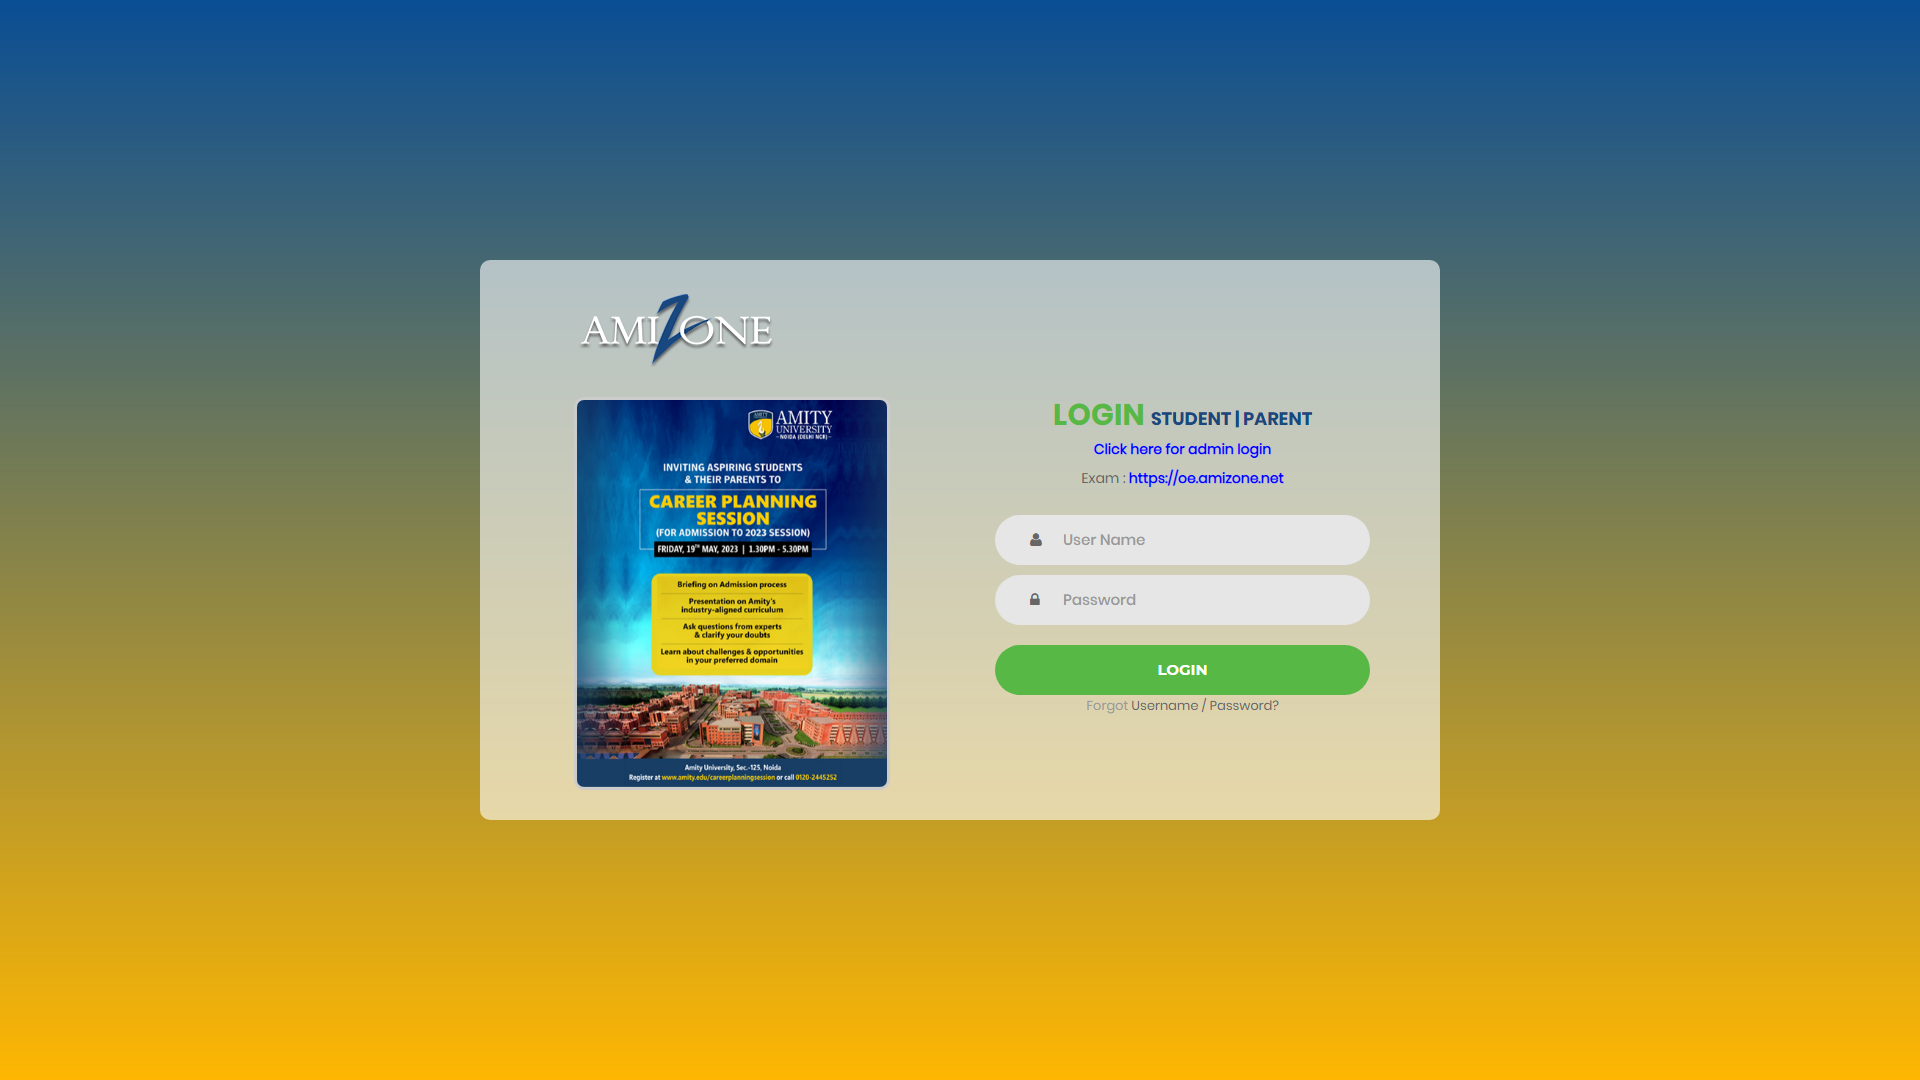 AMIZONE
AMITY
UNIVERSITY
NOIDA (DELHI NCR)
INVITING ASPIRING STUDENTS
& THEIR PARENTS TO
CAREER PLANNING
SESSION
(FOR ADMISSION TO 2023 SESSION)
FRIDAY, 19TH MAY, 2023 | 1.30PM - 5.30PM
Briefing on Admission process
Presentation on Amity's
industry-aligned curriculum
Ask questions from experts
& clarify your doubts
Learn about challenges & opportunities
in your preferred domain
Amity University, Sec.-125, Noida
Register at www.amity.edu/careerplanningsession or call 0120-2445252
LOGIN STUDENT | PARENT
Click here for admin login
Exam : https://oe.amizone.net
User Name
Password
LOGIN
Forgot Username / Password?